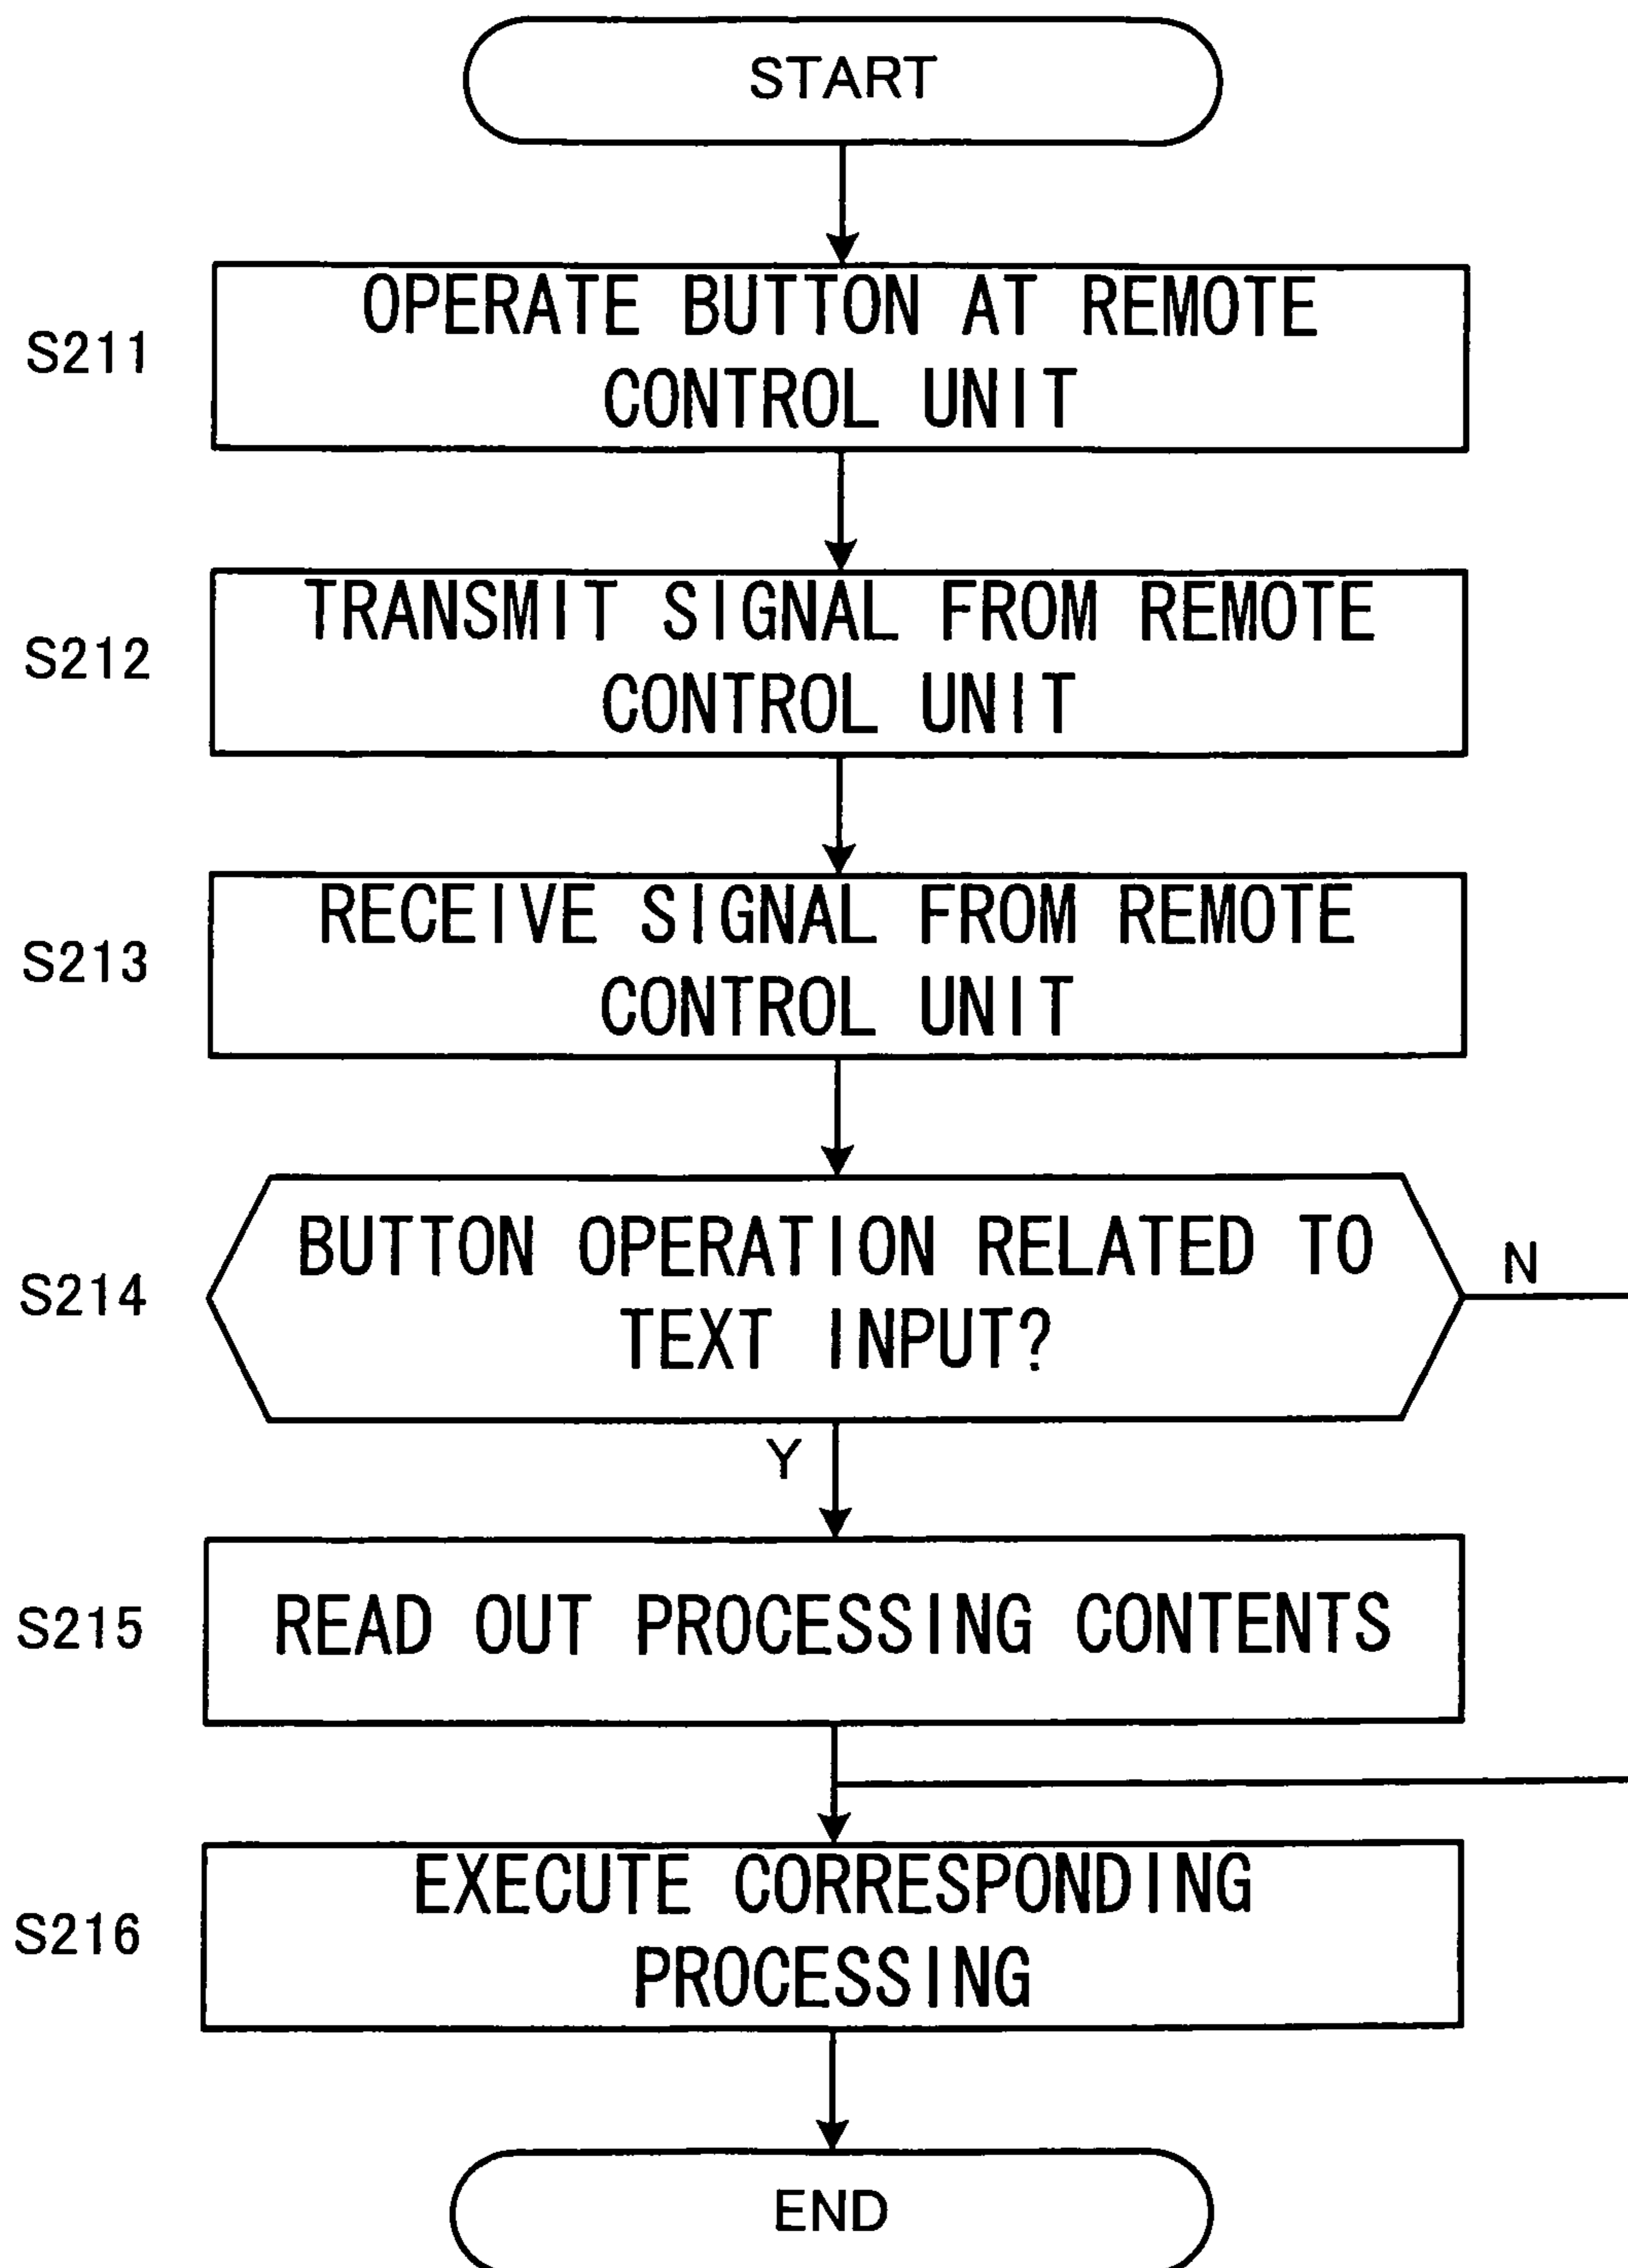 START
S211
OPERATE BUTTON AT REMOTE
CONTROL UNIT
S212
TRANSMIT SIGNAL FROM REMOTE
CONTROL UNIT
S213
RECEIVE SIGNAL FROM REMOTE
CONTROL UNIT
S214
BUTTON OPERATION RELATED TO
TEXT INPUT?
N
Y
S215
READ OUT PROCESSING CONTENTS
S216
EXECUTE CORRESPONDING
PROCESSING
END